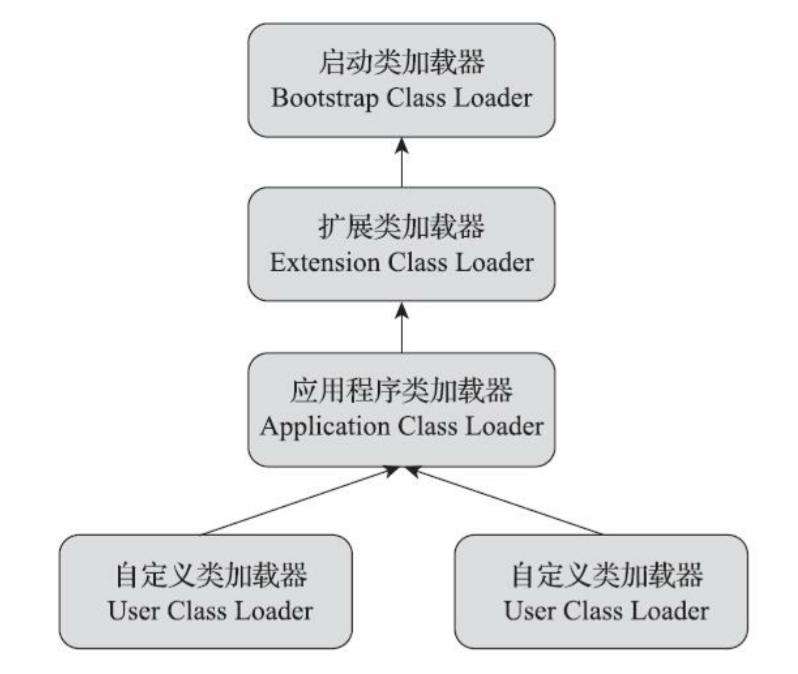 启动类加载器
Bootstrap Class Loader
扩展类加载器
Extension Class Loader
应用程序类加载器
Application Class Loader
自定义类加载器
User Class Loader
自定义类加载器
User Class Loader